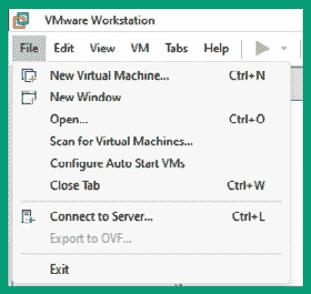 VMware Workstation
File Edit View VM Tabs Help
New Virtual Machine... Ctrl+N
New Window
Open... Ctrl+O
Scan for Virtual Machines...
Configure Auto Start VMs
Close Tab Ctrl+W
Connect to Server... Ctrl+L
Export to OVF...
Exit